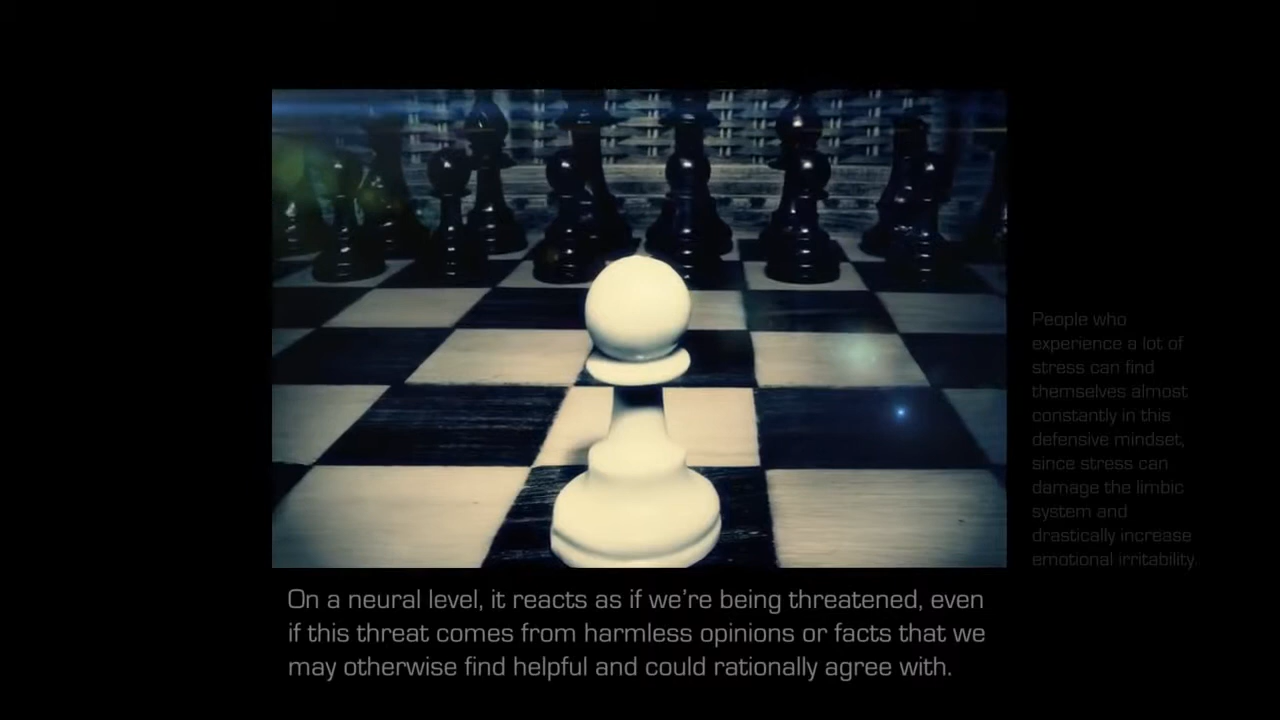 On a neural level, it reacts as if we're being threatened, even
if this threat comes from harmless opinions or facts that we
may otherwise find helpful and could rationally agree with.
People who
experience a lot of
stress can find
themselves almost
constantly in this
defensive mindset,
since stress can
damage the limbic
system and
drastically increase
emotional irritability.